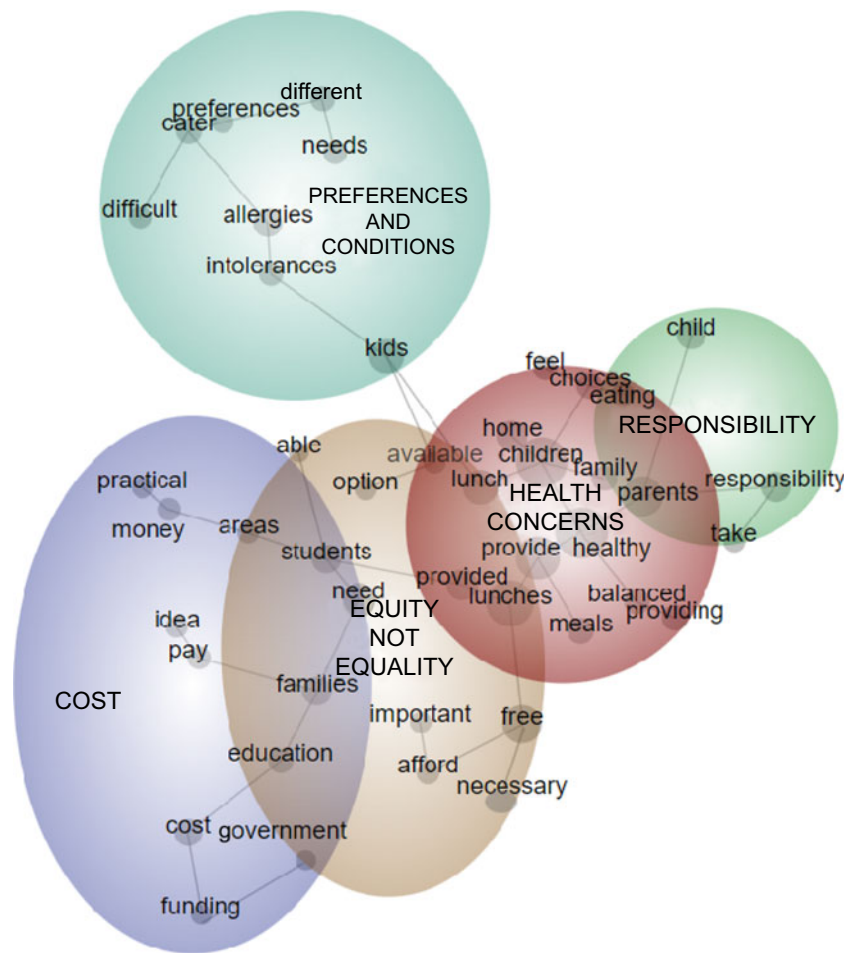 different
preferences
cater
needs
difficult
allergies
PREFERENCES
AND
CONDITIONS
intolerances
kids
child
feel
choices
eating
RESPONSIBILITY
home
able
available
children
family
lunch
option
practical
HEALTH
CONCERNS
parents
responsibility
money
areas
students
provide
healthy
take
provided
lunches
need
balanced
providing
meals
EQUITY
NOT
EQUALITY
idea
pay
COST
families
important
free
education
afford
necessary
cost
government
funding